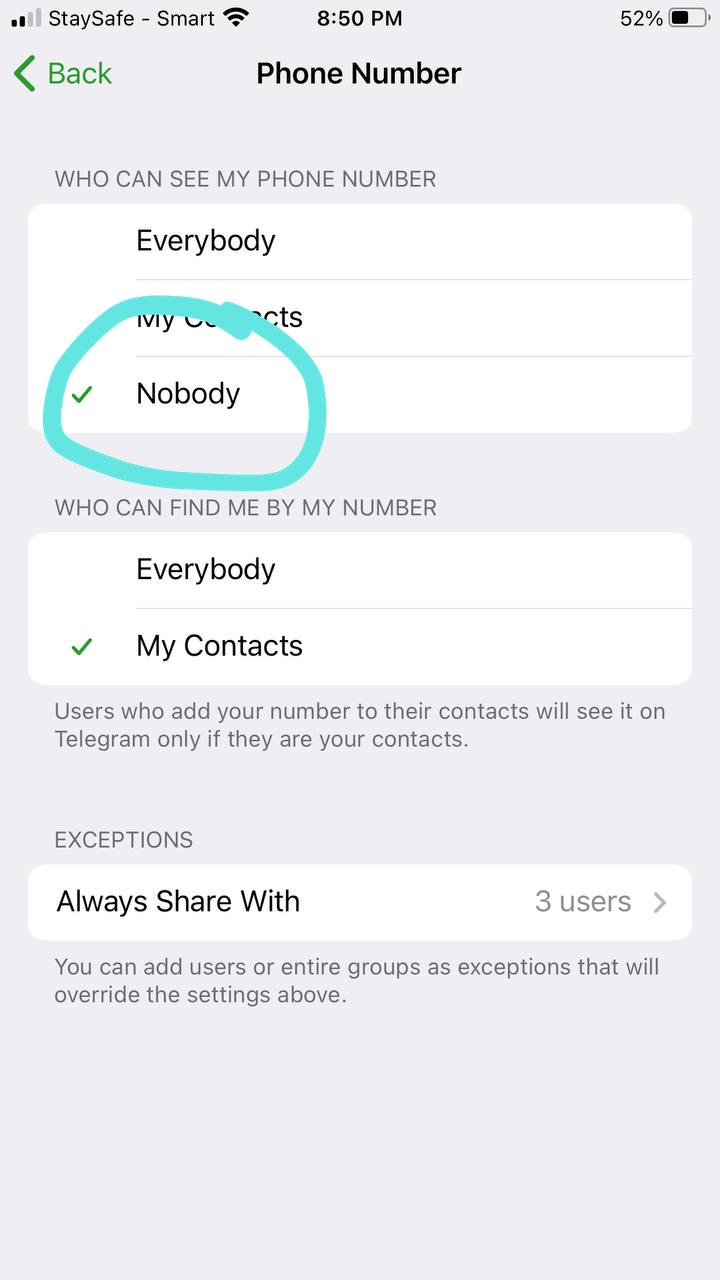 StaySafe - Smart 8:50 PM 52%
Back Phone Number
WHO CAN SEE MY PHONE NUMBER
Everybody
My Contacts
Nobody
WHO CAN FIND ME BY MY NUMBER
Everybody
My Contacts
Users who add your number to their contacts will see it on
Telegram only if they are your contacts.
EXCEPTIONS
Always Share With 3 users
You can add users or entire groups as exceptions that will
override the settings above.